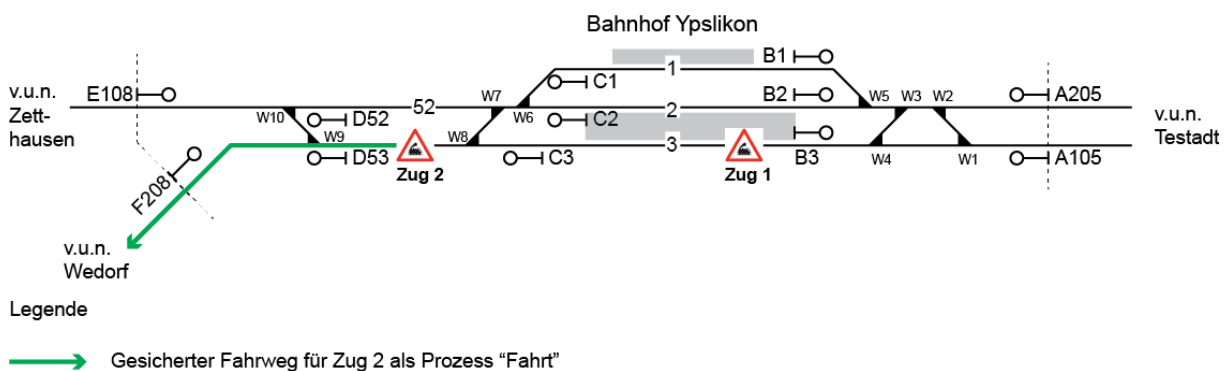 Bahnhof Ypslikon
v.u.n.
Zett-
hausen
E108
W10
D52
W9
D53
52
W7
W6
W8
C1
C2
C3
1
2
3
B1
B2
B3
W5
W3
W2
W4
W1
A205
A105
v.u.n.
Testadt
Zug 2
Zug 1
F208
v.u.n.
Wedorf
Legende
Gesicherter Fahrweg für Zug 2 als Prozess “Fahrt”